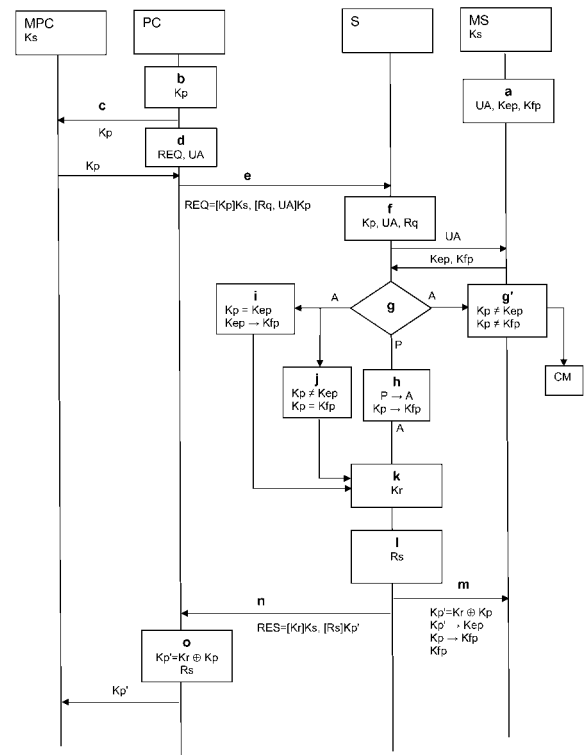 MPC
Ks
PC
S
MS
Ks
b
Kp
a
UA, Kep, Kfp
c
Kp
d
REQ, UA
Kp
e
REQ=[Kp]Ks, [Rq, UA]Kp
f
Kp, UA, Rq
UA
Kep, Kfp
i
Kp = Kep
Kep → Kfp
A
g
A
g'
Kp ≠ Kep
Kp ≠ Kfp
P
j
Kp ≠ Kep
Kp = Kfp
h
P → A
Kp → Kfp
CM
A
k
Kr
l
Rs
m
n
RES=[Kr]Ks, [Rs]Kp'
Kp'=Kr ⊕ Kp
Kp' → Kep
Kp → Kfp
Kfp
o
Kp'=Kr ⊕ Kp
Rs
Kp'